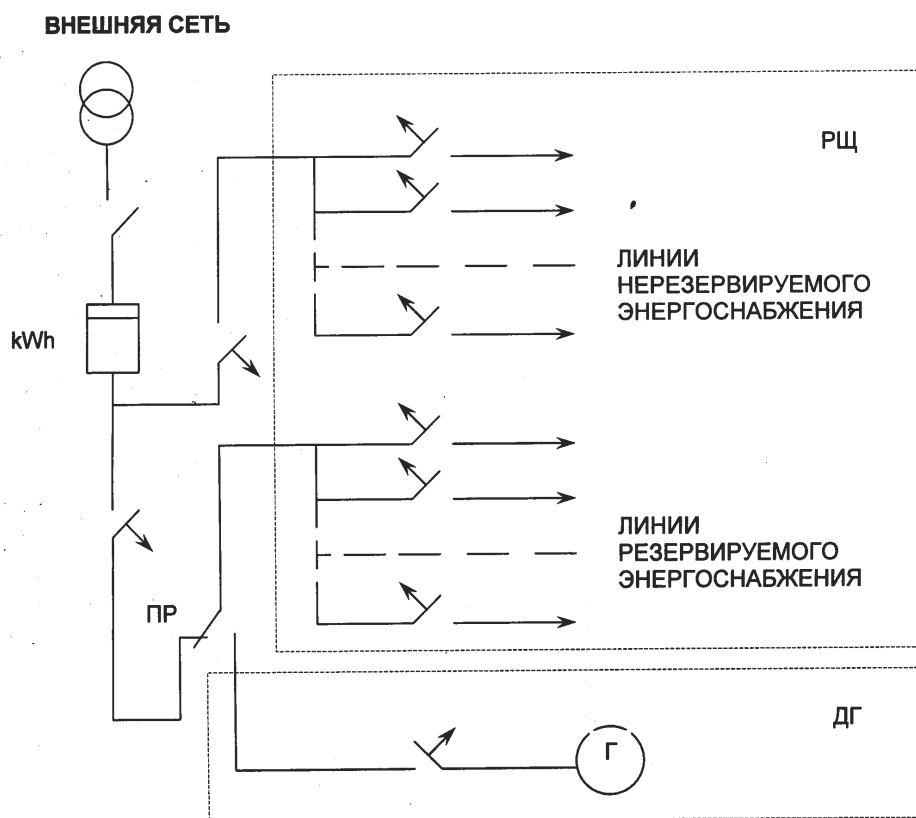 ВНЕШНЯЯ СЕТЬ
РЩ
ЛИНИИ
НЕРЕЗЕРВИРУЕМОГО
ЭНЕРГОСНАБЖЕНИЯ
kWh
ЛИНИИ
РЕЗЕРВИРУЕМОГО
ЭНЕРГОСНАБЖЕНИЯ
ПР
ДГ
Г